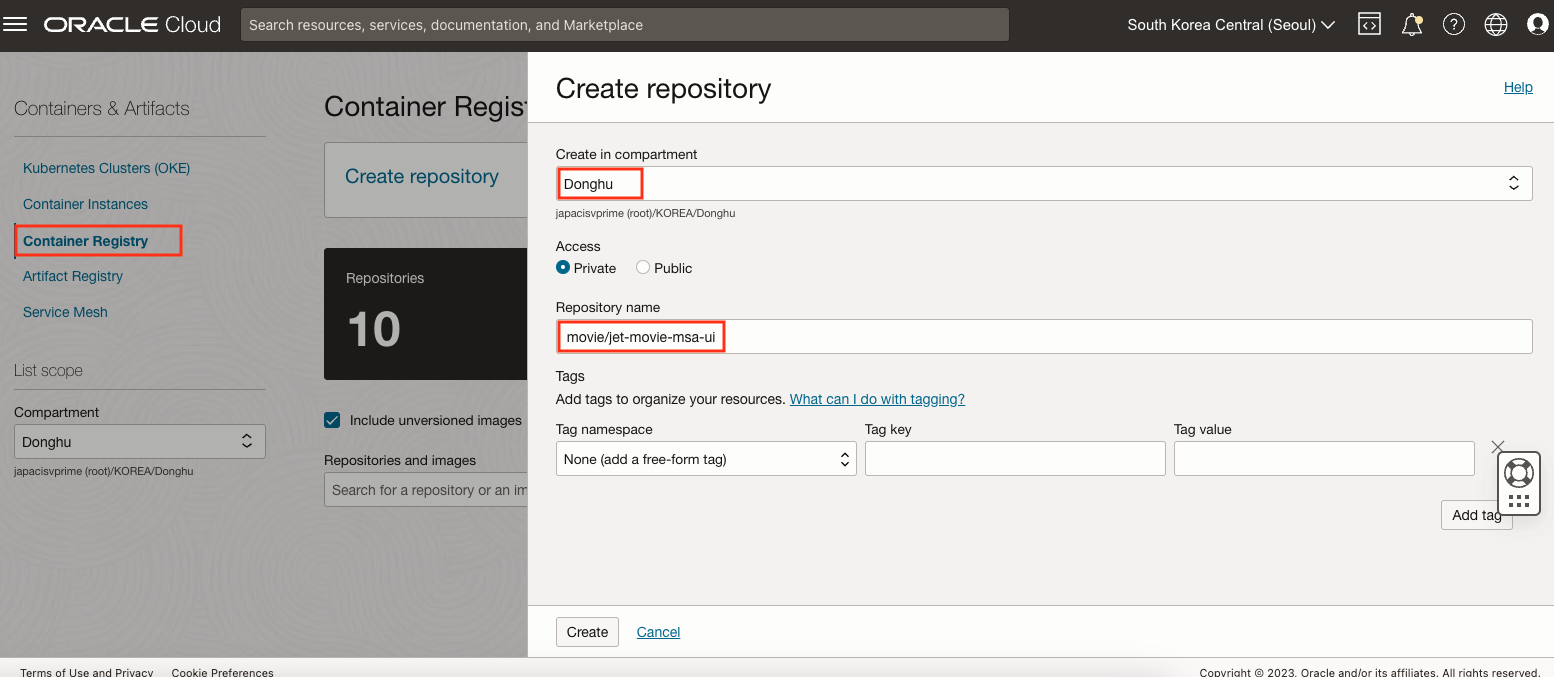 ORACLE Cloud
Search resources, services, documentation, and Marketplace
South Korea Central (Seoul)
Containers & Artifacts
Kubernetes Clusters (OKE)
Container Instances
Container Registry
Artifact Registry
Service Mesh
List scope
Compartment
Donghu
japacisvprime (root)/KOREA/Donghu
Container Regis
Create repository
Repositories
10
Include unversioned images
Repositories and images
Search for a repository or an im
Create repository
Help
Create in compartment
Donghu
japacisvprime (root)/KOREA/Donghu
Access
Private Public
Repository name
movie/jet-movie-msa-ui
Tags
Add tags to organize your resources. What can I do with tagging?
Tag namespace Tag key Tag value
None (add a free-form tag)
Add tag
Create Cancel
Terms of Use and Privacy Cookie Preferences
Copyright © 2023, Oracle and/or its affiliates. All rights reserved.